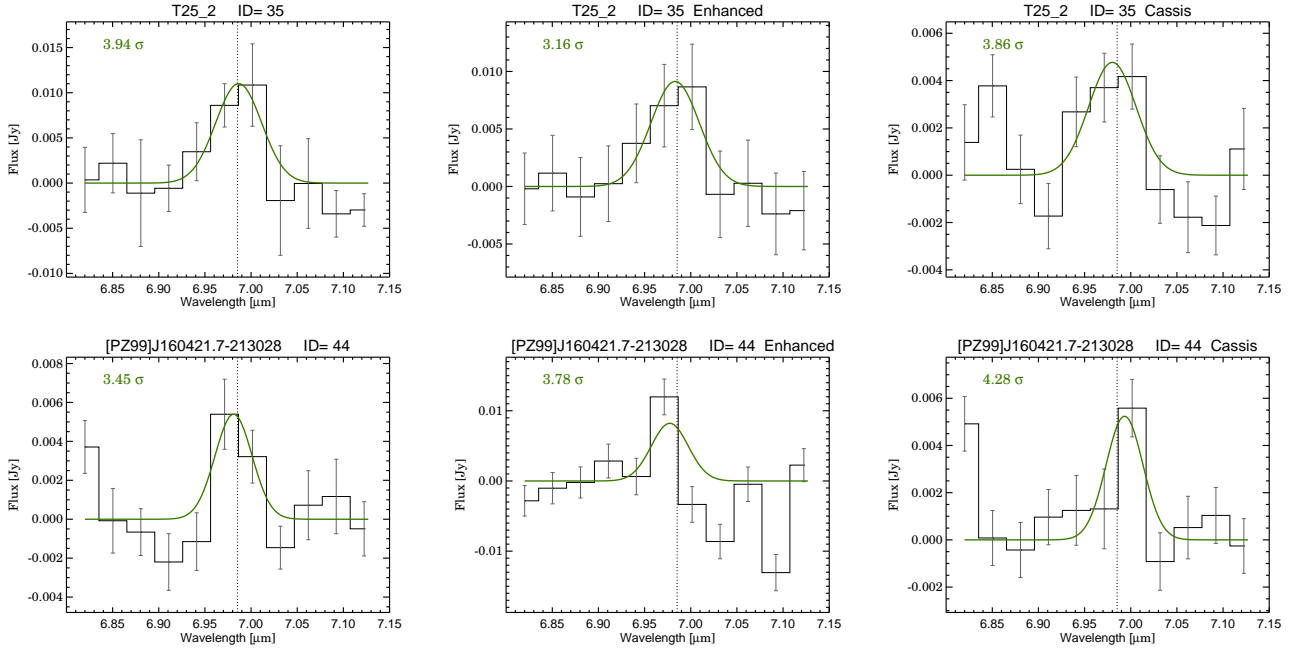 T25_2 ID= 35
3.94 σ
0.015
0.010
0.005
0.000
-0.005
-0.010
Flux [Jy]
6.85 6.90 6.95 7.00 7.05 7.10 7.15
Wavelength [μm]
T25_2 ID= 35 Enhanced
3.16 σ
0.010
0.005
0.000
-0.005
Flux [Jy]
6.85 6.90 6.95 7.00 7.05 7.10 7.15
Wavelength [μm]
T25_2 ID= 35 Cassis
3.86 σ
0.006
0.004
0.002
0.000
-0.002
-0.004
Flux [Jy]
6.85 6.90 6.95 7.00 7.05 7.10 7.15
Wavelength [μm]
[PZ99]J160421.7-213028 ID= 44
3.45 σ
0.008
0.006
0.004
0.002
0.000
-0.002
-0.004
Flux [Jy]
6.85 6.90 6.95 7.00 7.05 7.10 7.15
Wavelength [μm]
[PZ99]J160421.7-213028 ID= 44 Enhanced
3.78 σ
0.01
0.00
-0.01
Flux [Jy]
6.85 6.90 6.95 7.00 7.05 7.10 7.15
Wavelength [μm]
[PZ99]J160421.7-213028 ID= 44 Cassis
4.28 σ
0.006
0.004
0.002
0.000
-0.002
Flux [Jy]
6.85 6.90 6.95 7.00 7.05 7.10 7.15
Wavelength [μm]